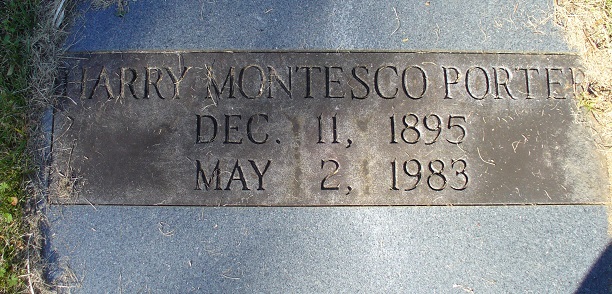 HARRY MONTESCO PORTER
DEC. 11, 1895
MAY 2, 1983